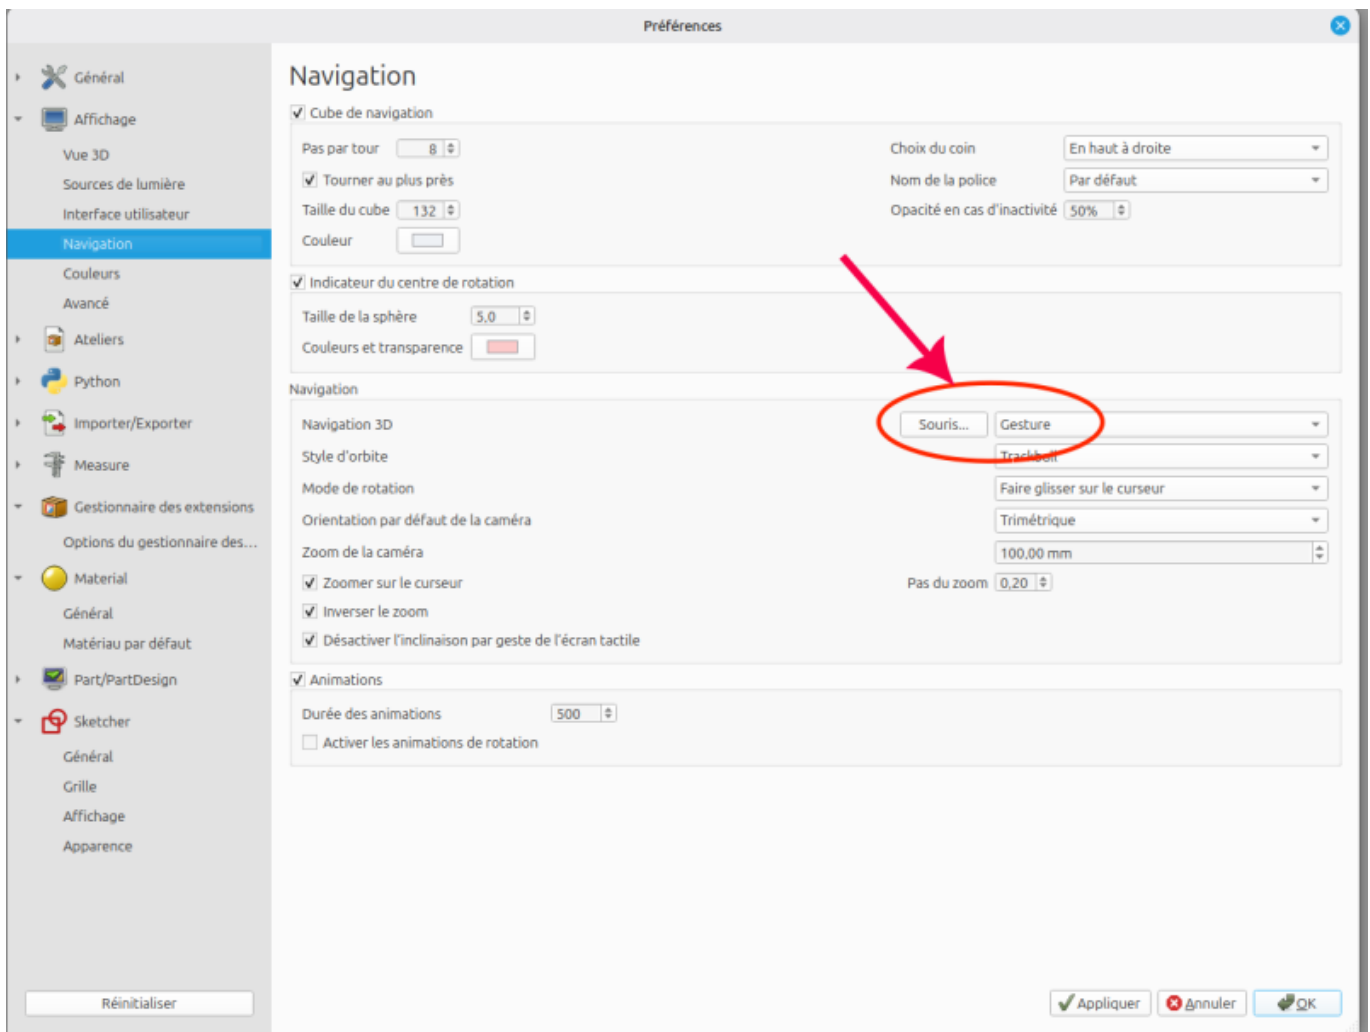 Préférences
Général
Affichage
Vue 3D
Sources de lumière
Interface utilisateur
Navigation
Couleurs
Avancé
Ateliers
Python
Importer/Exporter
Measure
Gestionnaire des extensions
Options du gestionnaire des...
Material
Général
Matériau par défaut
Part/PartDesign
Sketcher
Général
Grille
Affichage
Apparence
Réinitialiser
Navigation
Cube de navigation
Pas par tour 8 Choix du coin En haut à droite
Tourner au plus près Nom de la police Par défaut
Taille du cube 132 Opacité en cas d'inactivité 50%
Couleur
Indicateur du centre de rotation
Taille de la sphère 5,0
Couleurs et transparence
Navigation
Navigation 3D Souris... Gesture
Style d'orbite Trackball
Mode de rotation Faire glisser sur le curseur
Orientation par défaut de la caméra Trimétrique
Zoom de la caméra 100,00 mm
Zoomer sur le curseur Pas du zoom 0,20
Inverser le zoom
Désactiver l'inclinaison par geste de l'écran tactile
Animations
Durée des animations 500
Activer les animations de rotation
Appliquer Annuler OK